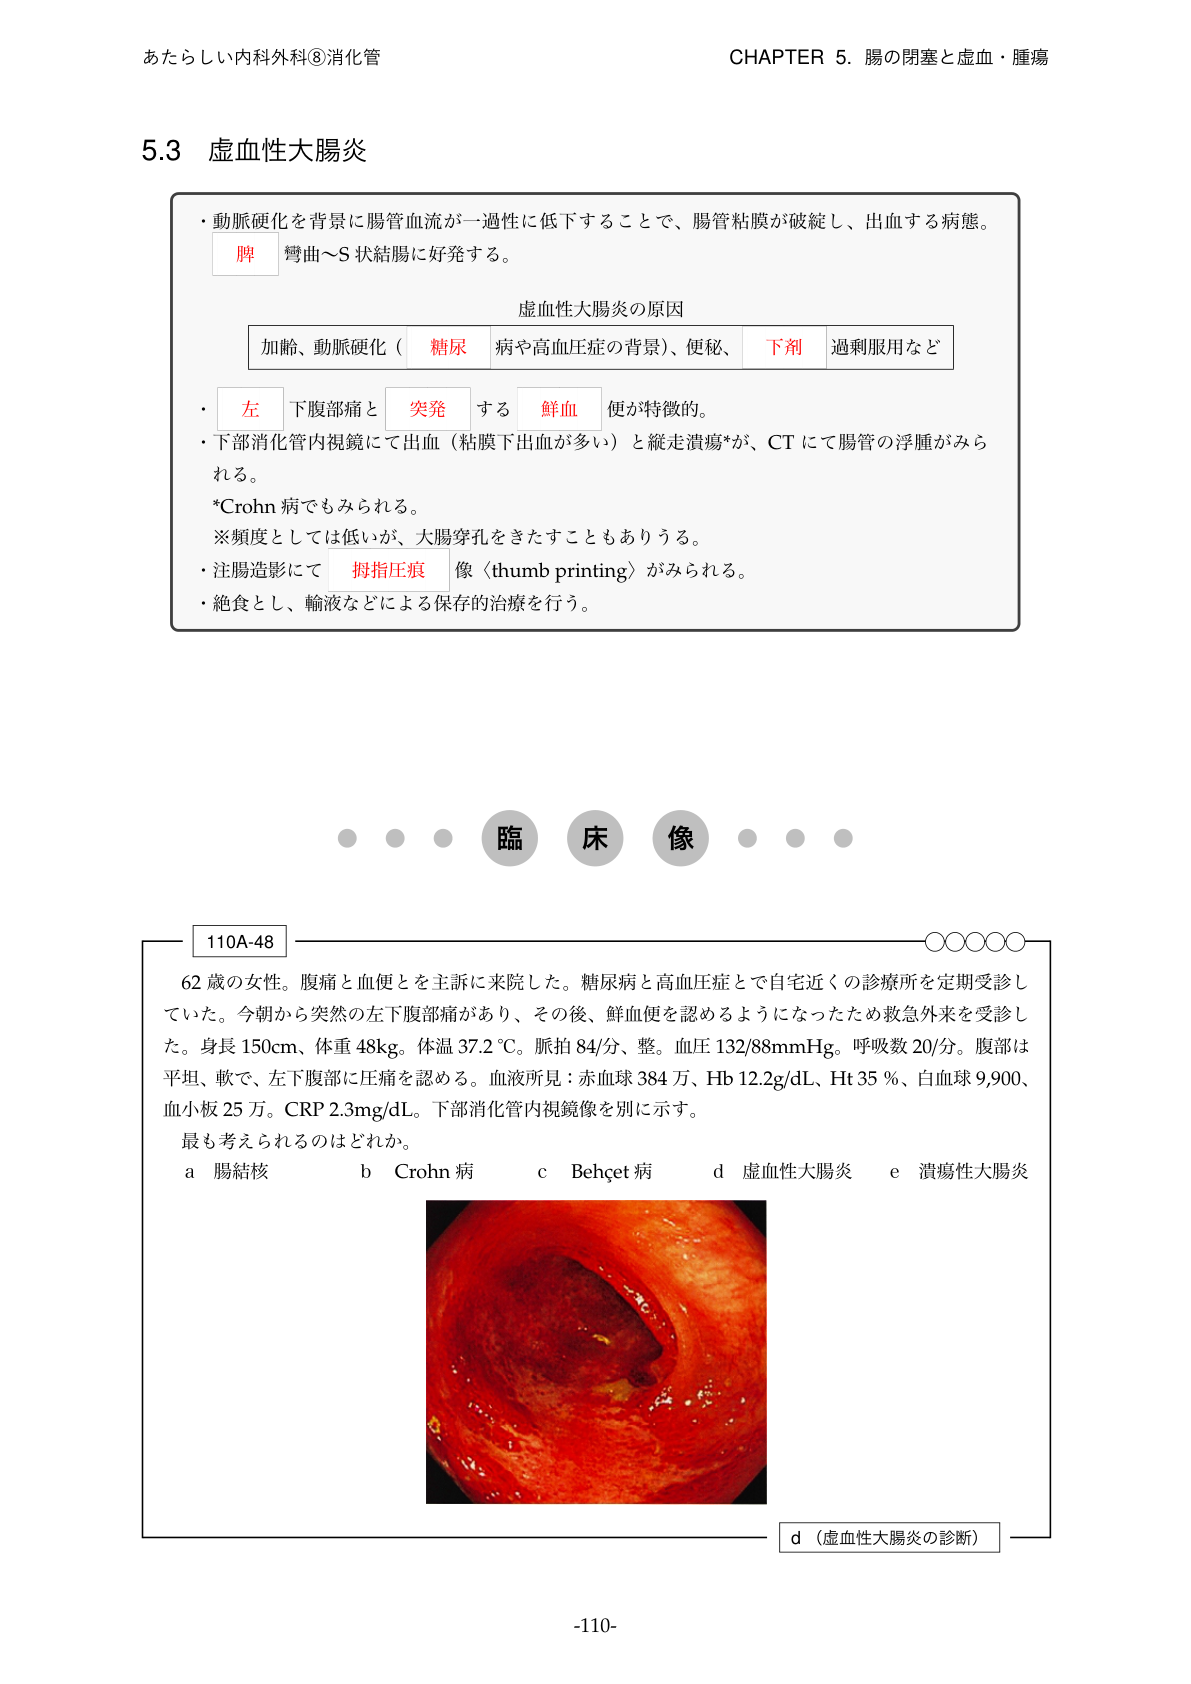 あたらしい内科外科⑧消化管
CHAPTER 5. 腸の閉塞と虚血・腫瘍
5.3 虚血性大腸炎
・動脈硬化を背景に腸管血流が一過性に低下することで、腸管粘膜が破綻し、出血する病態。
脾 彎曲〜S 状結腸に好発する。
虚血性大腸炎の原因
加齢、動脈硬化（ 糖尿 病や高血圧症の背景）、便秘、 下剤 過剰服用など
・ 左 下腹部痛と 突発 する 鮮血 便が特徴的。
・下部消化管内視鏡にて出血（粘膜下出血が多い）と縦走潰瘍*が、CT にて腸管の浮腫がみら
れる。
*Crohn 病でもみられる。
※頻度としては低いが、大腸穿孔をきたすこともありうる。
・注腸造影にて 拇指圧痕 像〈thumb printing〉がみられる。
・絶食とし、輸液などによる保存的治療を行う。
臨床像
110A-48
62 歳の女性。腹痛と血便とを主訴に来院した。糖尿病と高血圧症とで自宅近くの診療所を定期受診し
ていた。今朝から突然の左下腹部痛があり、その後、鮮血便を認めるようになったため救急外来を受診し
た。身長 150cm、体重 48kg。体温 37.2 ℃。脈拍 84/分、整。血圧 132/88mmHg。呼吸数 20/分。腹部は
平坦、軟で、左下腹部に圧痛を認める。血液所見：赤血球 384 万、Hb 12.2g/dL、Ht 35 %、白血球 9,900、
血小板 25 万。CRP 2.3mg/dL。下部消化管内視鏡像を別に示す。
最も考えられるのはどれか。
a 腸結核 b Crohn 病 c Behçet 病 d 虚血性大腸炎 e 潰瘍性大腸炎
d （虚血性大腸炎の診断）
-110-